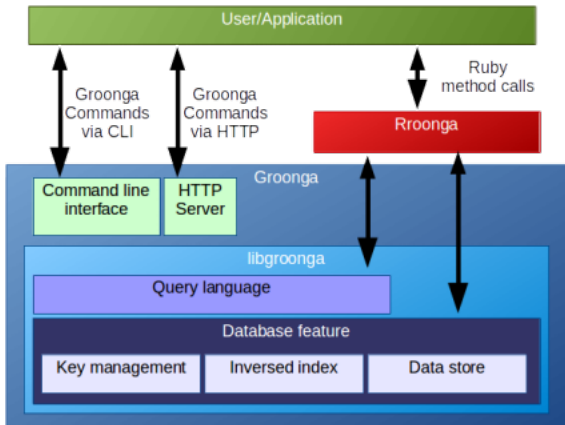 User/Application
Groonga
Commands
via CLI
Groonga
Commands
via HTTP
Ruby
method calls
Rroonga
Groonga
Command line
interface
HTTP
Server
libgroonga
Query language
Database feature
Key management
Inversed index
Data store